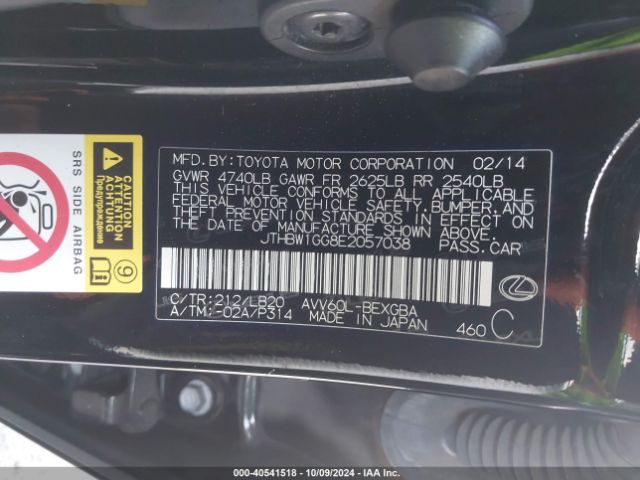 MFD.BY:TOYOTA MOTOR CORPORATION 02/14
GVWR 4740LB GAWR FR 2625LB RR 2540LB
THIS VEHICLE CONFORMS TO ALL APPLICABLE
FEDERAL MOTOR VEHICLE SAFETY, BUMPER, AND
THEFT PREVENTION STANDARDS IN EFFECT ON
THE DATE OF MANUFACTURE SHOWN ABOVE.
JTHBW1GG8E2057038 PASS.CAR
C/TR:212/LB20 AVV60L-BEXGBA
A/TM:-02A/P314 MADE IN JAPAN 460 C
SRS SIDE AIRBAG
CAUTION
Предупреждение
9
000-40541518 | 10/09/2024 | IAA Inc.